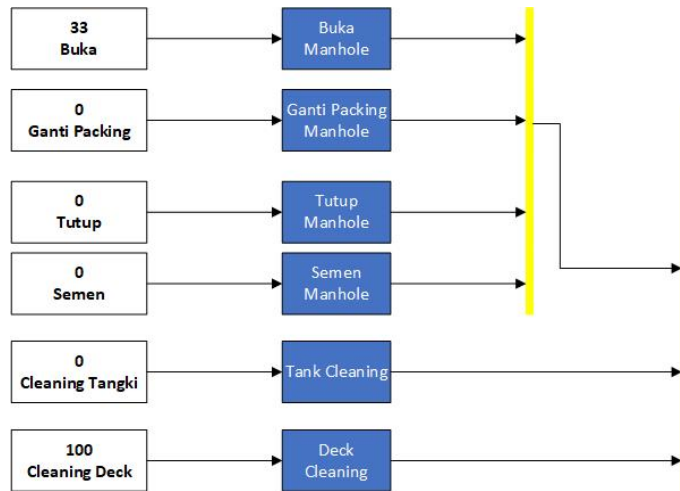 33
Buka
Buka
Manhole
0
Ganti Packing
Ganti Packing
Manhole
0
Tutup
Tutup
Manhole
0
Semen
Semen
Manhole
0
Cleaning Tangki
Tank Cleaning
100
Cleaning Deck
Deck
Cleaning